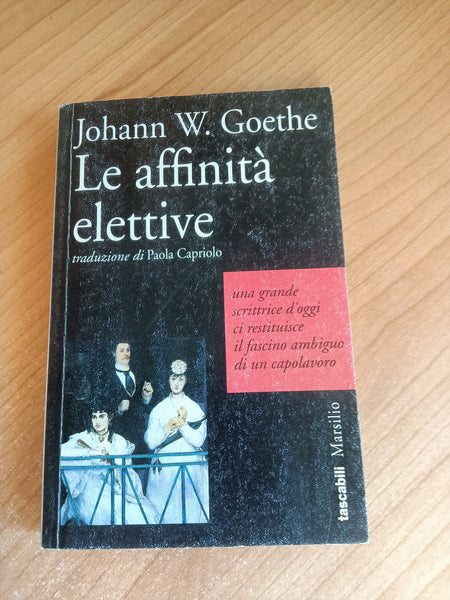 Johann W. Goethe
Le affinità
elettive
traduzione di Paola Capriolo
una grande
scrittrice d'oggi
ci restituisce
il fascino ambiguo
di un capolavoro
tascabili Marsilio